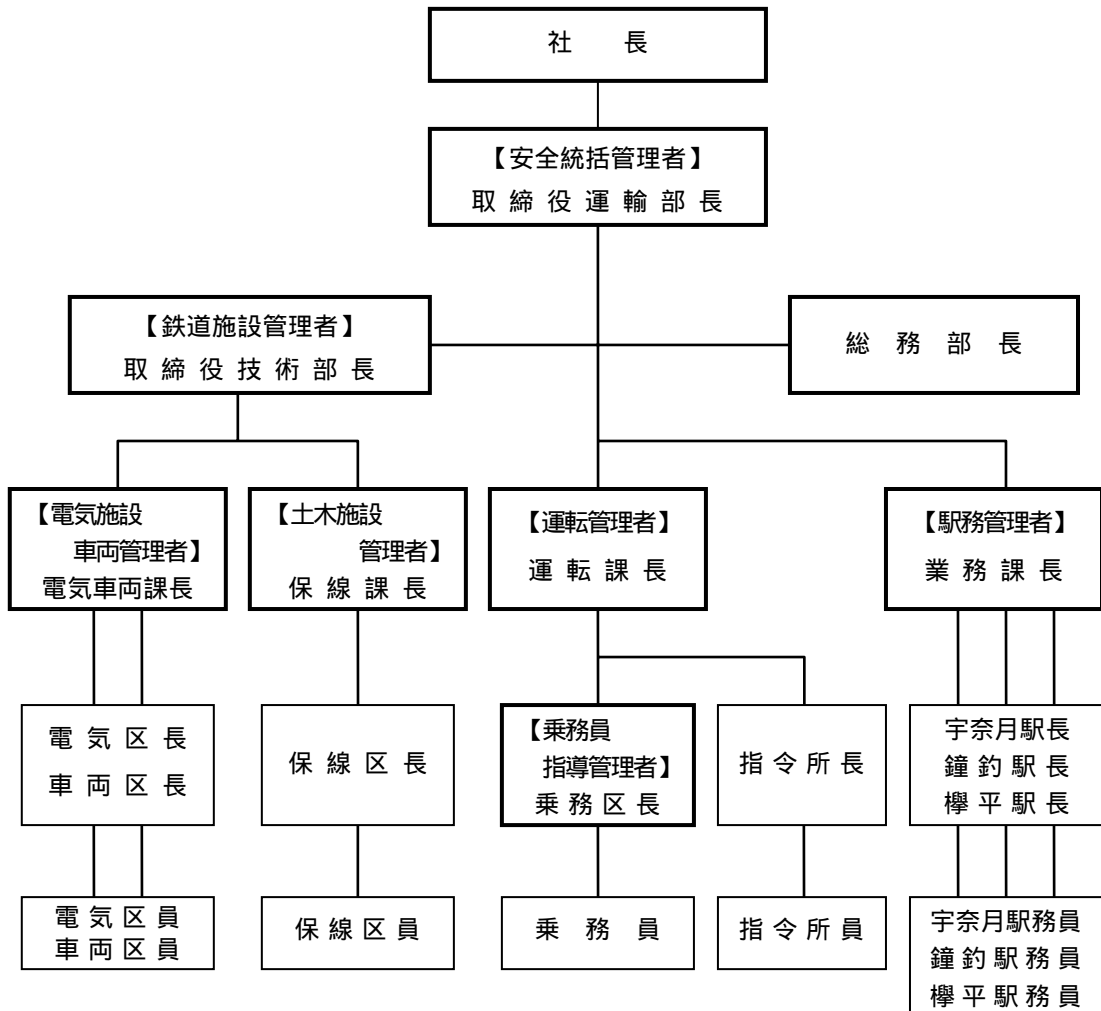 社長
【安全統括管理者】
取締役運輸部長
【鉄道施設管理者】
取締役技術部長
総務部長
【電気施設
車両管理者】
電気車両課長
【土木施設
管理者】
保線課長
【運転管理者】
運転課長
【駅務管理者】
業務課長
電気区長
車両区長
保線区長
【乗務員
指導管理者】
乗務区長
指令所長
宇奈月駅長
鐘釣駅長
欅平駅長
電気区員
車両区員
保線区員
乗務員
指令所員
宇奈月駅務員
鐘釣駅務員
欅平駅務員